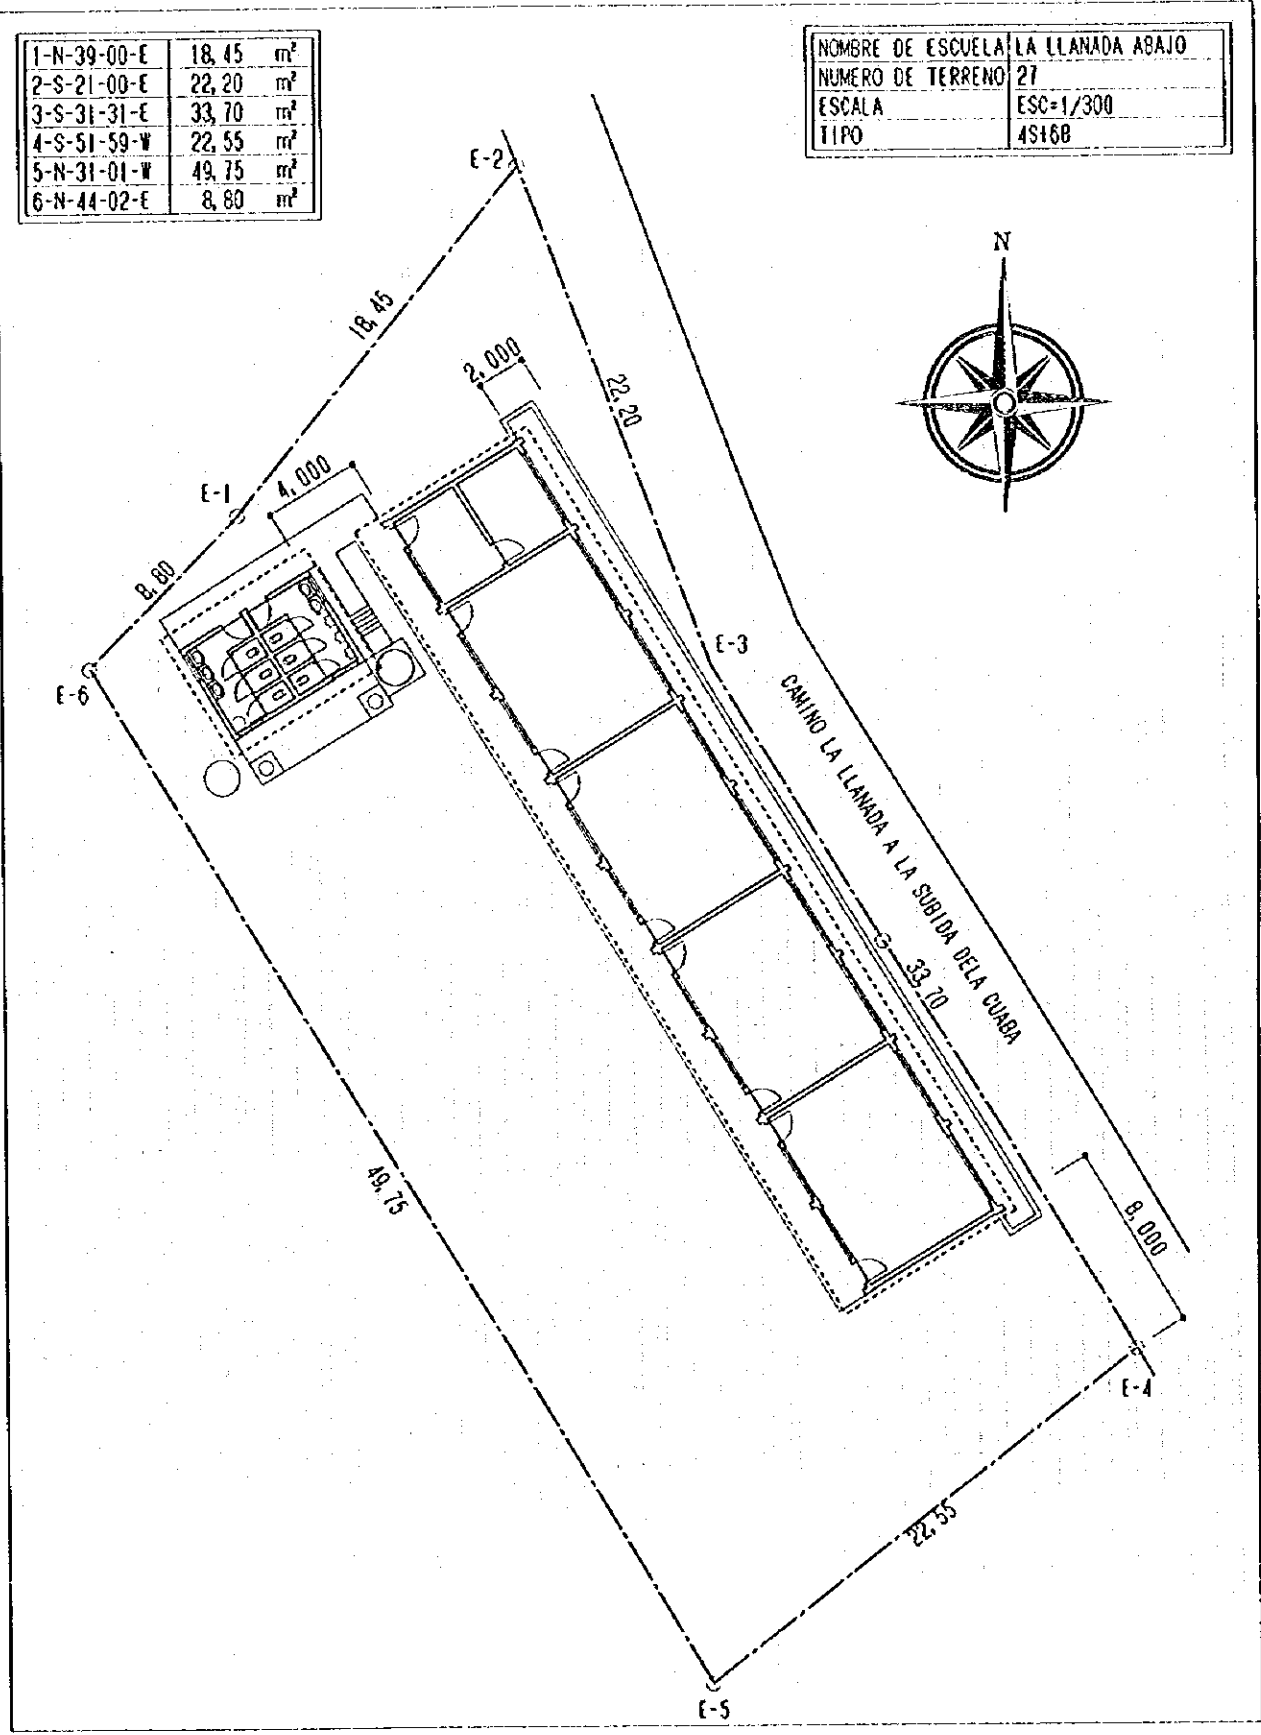 1-N-39-00-E 18,45 m²
2-S-21-00-E 22,20 m²
3-S-31-31-E 33,70 m²
4-S-51-59-W 22,55 m²
5-N-31-01-W 49,75 m²
6-N-44-02-E 8,80 m²
NOMBRE DE ESCUELA LA LLANADA ABAJO
NUMERO DE TERRENO 27
ESCALA ESC=1/300
TIPO
E-2
N
18,45
2,000
22,20
E-1
4,000
8,80
E-3
E-6
CAMINO LA LLANADA A LA SUBIDA DELA CUABA
33,70
49,75
8,000
E-4
22,55
E-5